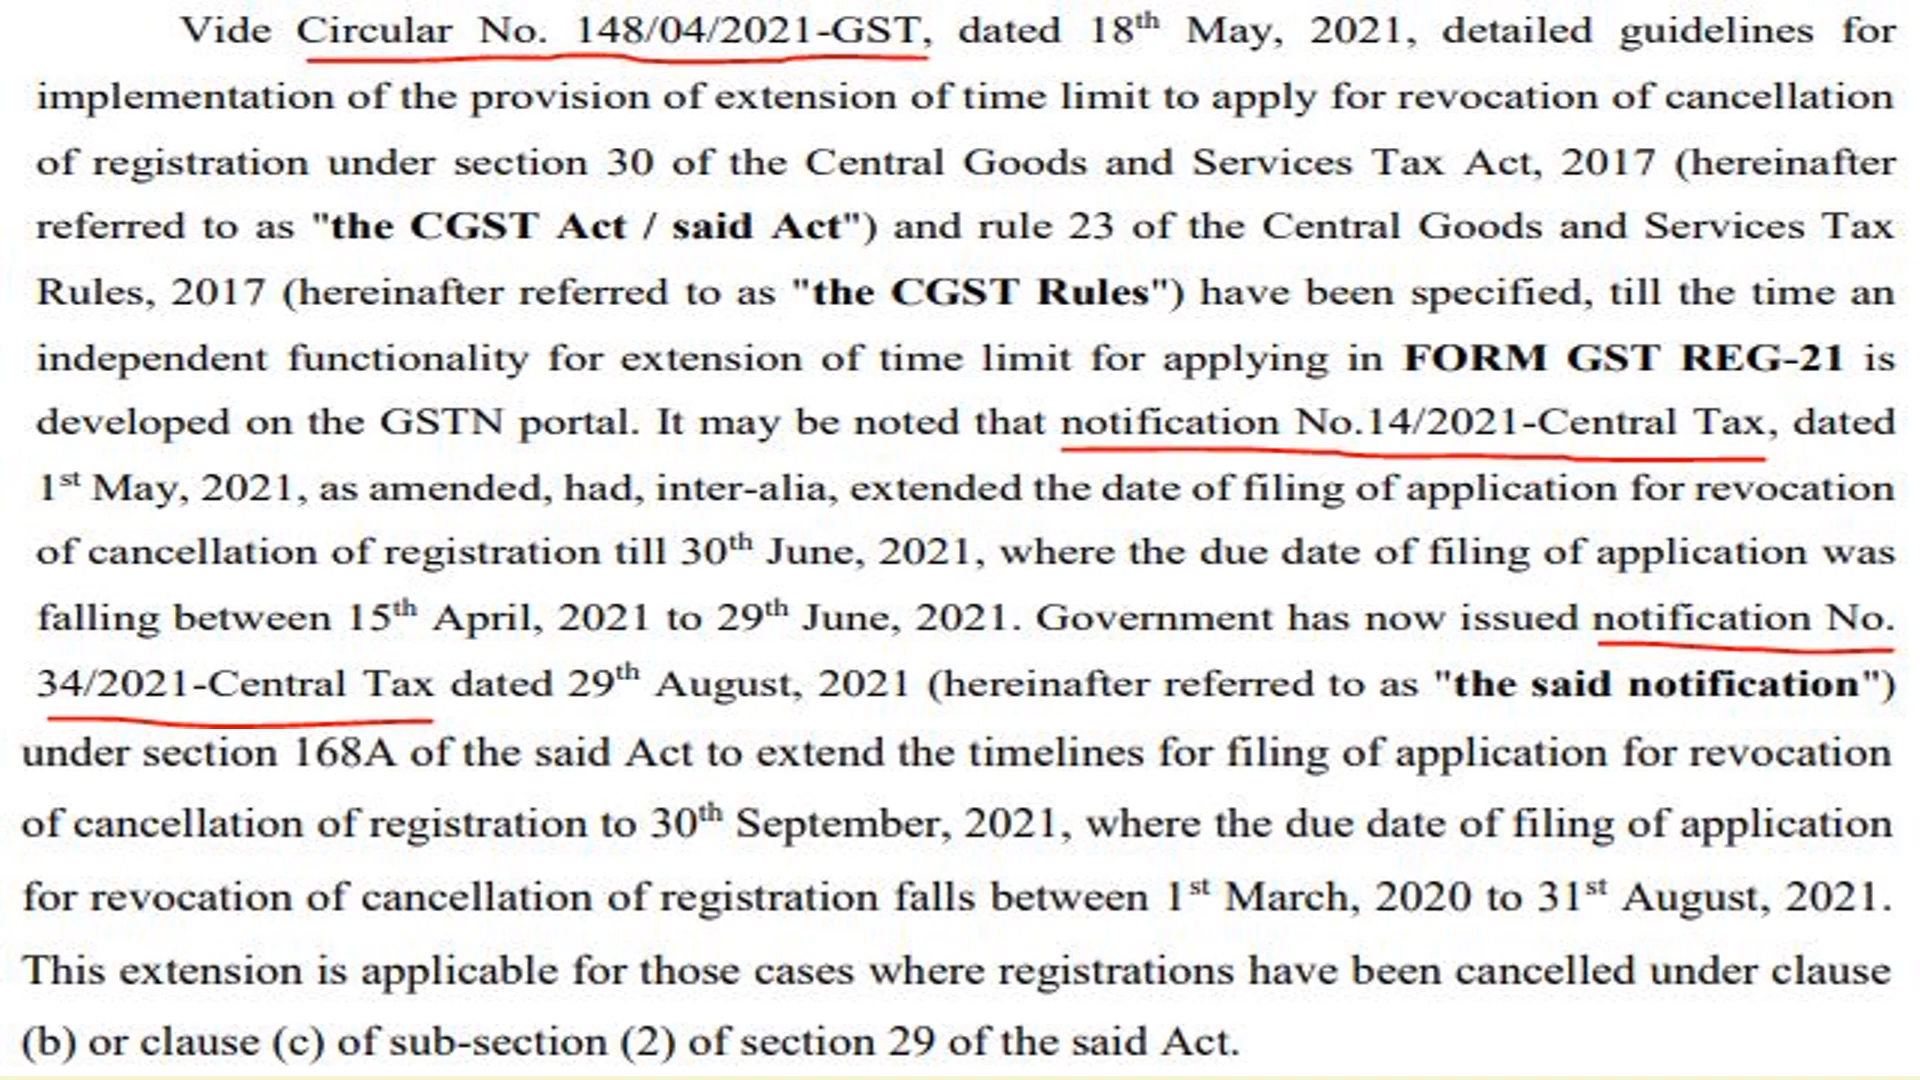 Vide Circular No. 148/04/2021-GST, dated 18th May, 2021, detailed guidelines for
implementation of the provision of extension of time limit to apply for revocation of cancellation
of registration under section 30 of the Central Goods and Services Tax Act, 2017 (hereinafter
referred to as "the CGST Act / said Act") and rule 23 of the Central Goods and Services Tax
Rules, 2017 (hereinafter referred to as "the CGST Rules") have been specified, till the time an
independent functionality for extension of time limit for applying in FORM GST REG-21 is
developed on the GSTN portal. It may be noted that notification No.14/2021-Central Tax, dated
1st May, 2021, as amended, had, inter-alia, extended the date of filing of application for revocation
of cancellation of registration till 30th June, 2021, where the due date of filing of application was
falling between 15th April, 2021 to 29th June, 2021. Government has now issued notification No.
34/2021-Central Tax dated 29th August, 2021 (hereinafter referred to as "the said notification")
under section 168A of the said Act to extend the timelines for filing of application for revocation
of cancellation of registration to 30th September, 2021, where the due date of filing of application
for revocation of cancellation of registration falls between 1st March, 2020 to 31st August, 2021.
This extension is applicable for those cases where registrations have been cancelled under clause
(b) or clause (c) of sub-section (2) of section 29 of the said Act.